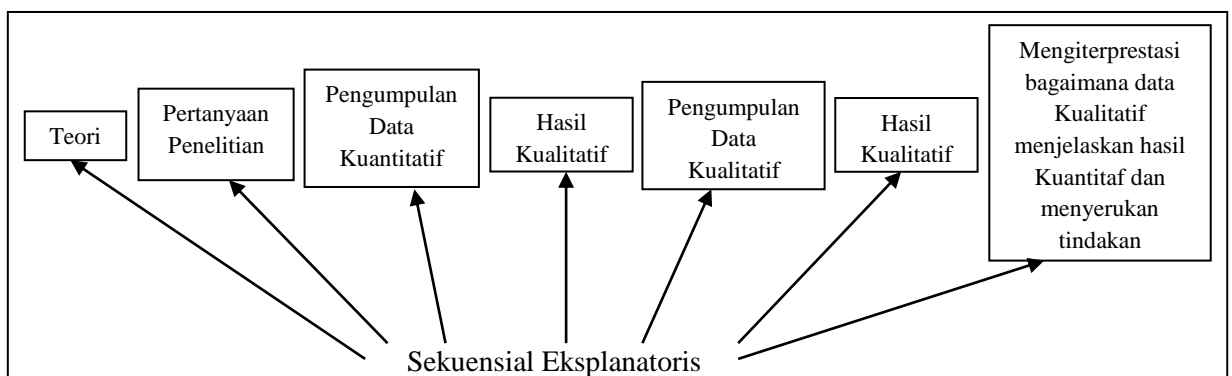 Teori
Pertanyaan
Penelitian
Pengumpulan
Data
Kuantitatif
Hasil
Kualitatif
Pengumpulan
Data
Kualitatif
Hasil
Kualitatif
Mengiterprestasi
bagaimana data
Kualitatif
menjelaskan hasil
Kuantitaf dan
menyerukan
tindakan
Sekuensial Eksplanatoris